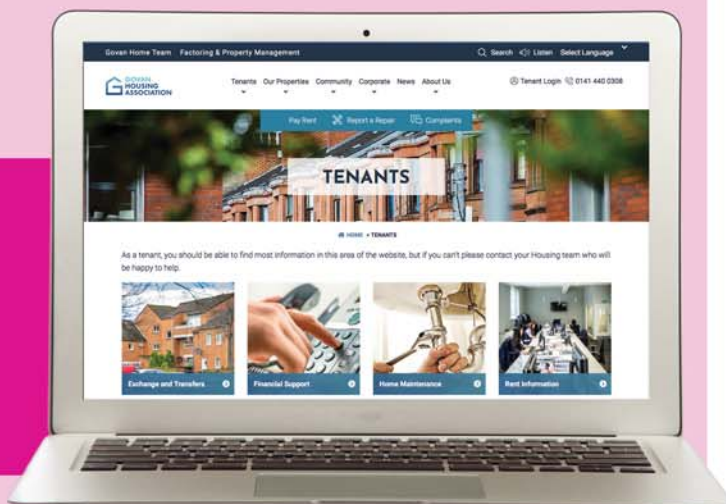 Govan Home Team Factoring & Property Management Search Listen Select Language
GOVAN
HOUSING
ASSOCIATION
Tenants Our Properties Community Corporate News About Us
Tenant Login 0141 440 0308
Pay Rent Report a Repair Complaints
TENANTS
HOME » TENANTS
As a tenant, you should be able to find most information in this area of the website, but if you can't please contact your Housing team who will
be happy to help.
Exchange and Transfers Financial Support Home Maintenance Rent Information